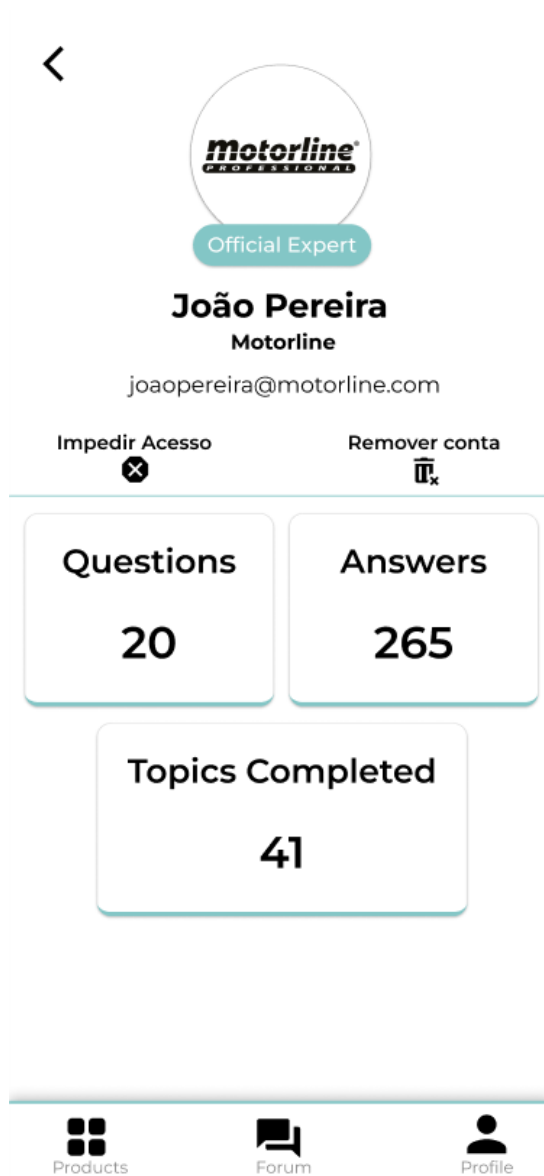 Motorline®
PROFESSIONAL
Official Expert
João Pereira
Motorline
joaopereira@motorline.com
Impedir Acesso
Remover conta
Questions
20
Answers
265
Topics Completed
41
Products
Forum
Profile